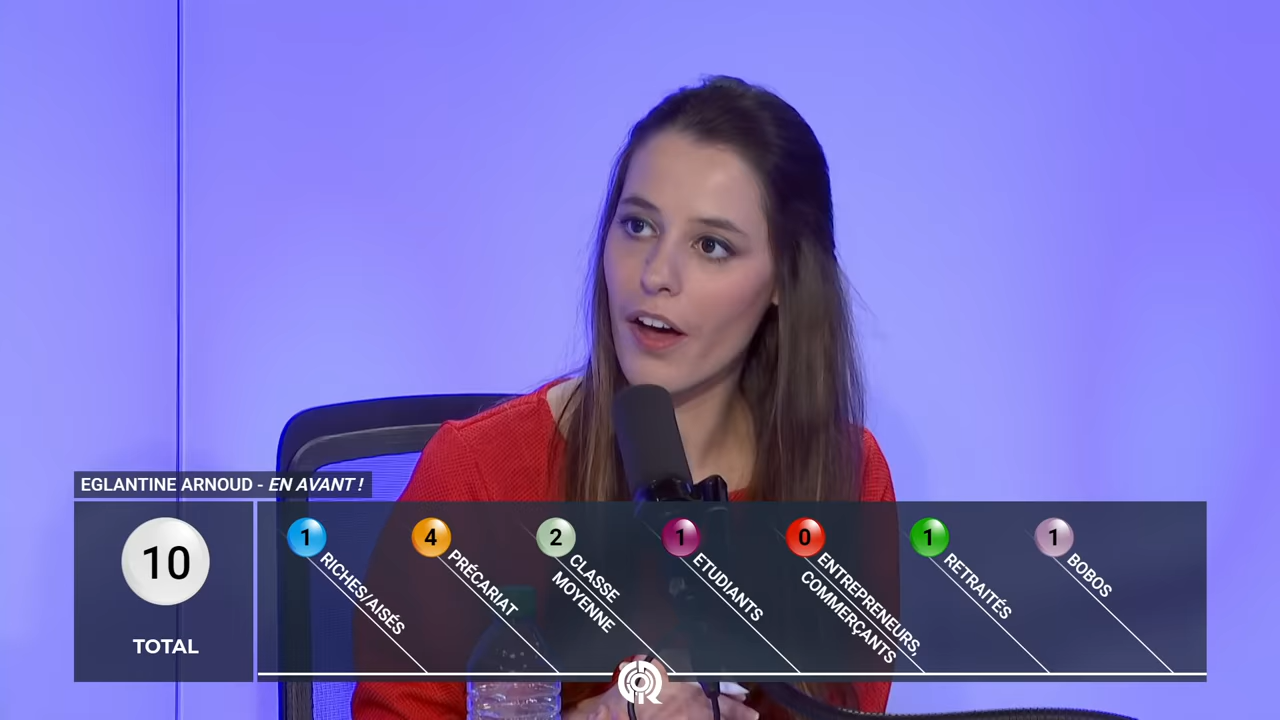 EGLANTINE ARNOUD - EN AVANT !
10
TOTAL
1
RICHES/AISÉS
4
PRÉCARIAT
2
CLASSE
MOYENNE
1
ETUDIANTS
0
ENTREPRENEURS,
COMMERÇANTS
1
RETRAITÉS
1
BOBOS